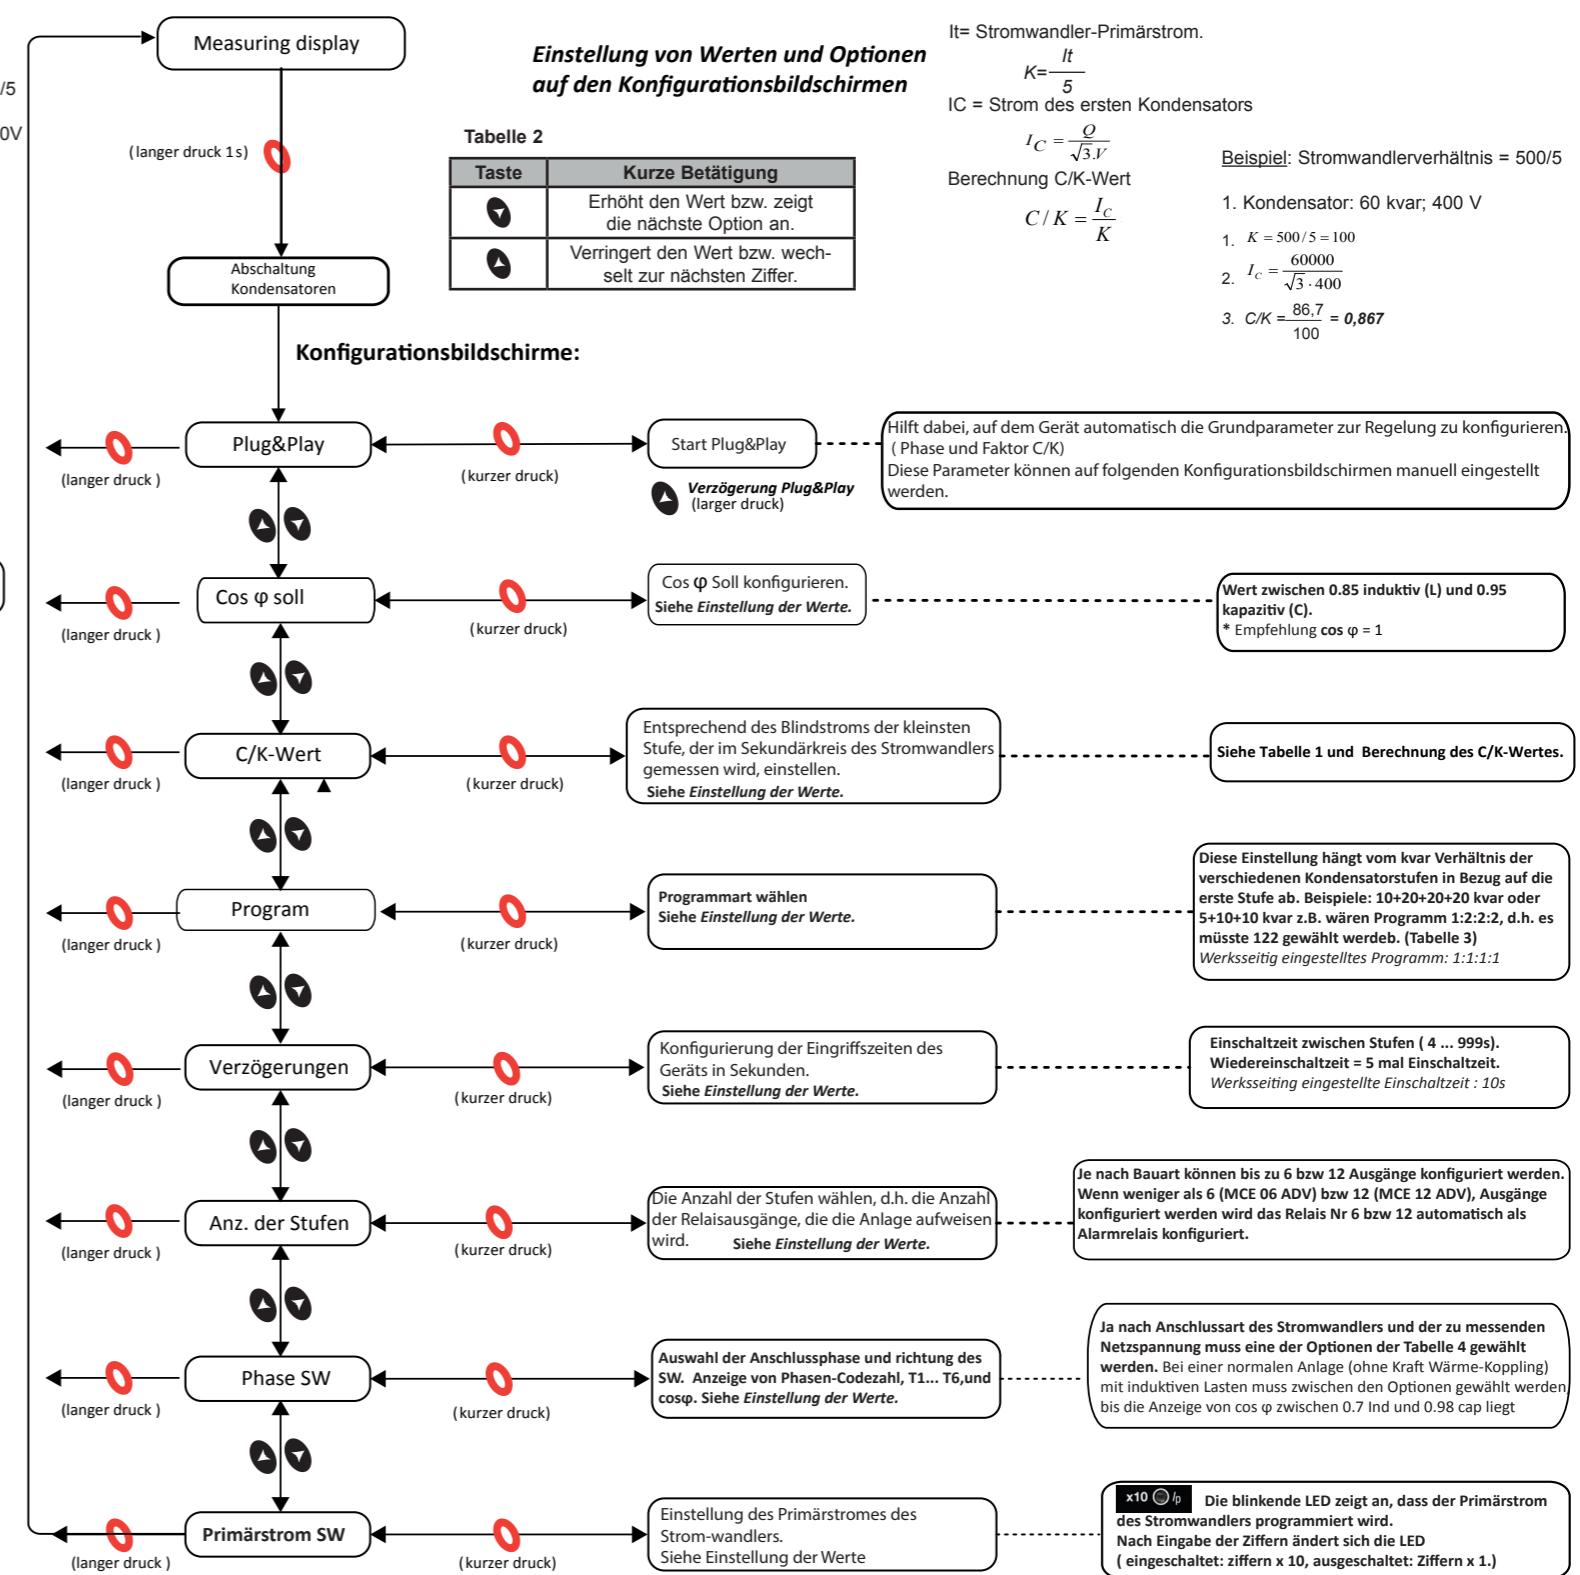 Measuring display
/5
0V
(langer druck 1s)
Abschaltung
Kondensatoren
Einstellung von Werten und Optionen
auf den Konfigurationsbildschirmen
Tabelle 2
Taste Kurze Betätigung
Erhöht den Wert bzw. zeigt
die nächste Option an.
Verringert den Wert bzw. wech-
selt zur nächsten Ziffer.
It= Stromwandler-Primärstrom.
K= It / 5
IC = Strom des ersten Kondensators
I_C = Q / √3.V
Berechnung C/K-Wert
C / K = I_C / K
Beispiel: Stromwandlerverhältnis = 500/5
1. Kondensator: 60 kvar; 400 V
1. K = 500 / 5 = 100
2. I_C = 60000 / √3 · 400
3. C/K = 86,7 / 100 = 0,867
Konfigurationsbildschirme:
(langer druck )
Plug&Play
(kurzer druck)
Start Plug&Play
Verzögerung Plug&Play
(larger druck)
Hilft dabei, auf dem Gerät automatisch die Grundparameter zur Regelung zu konfigurieren.
( Phase und Faktor C/K)
Diese Parameter können auf folgenden Konfigurationsbildschirmen manuell eingestellt
werden.
(langer druck )
Cos φ soll
(kurzer druck)
Cos φ Soll konfigurieren.
Siehe Einstellung der Werte.
Wert zwischen 0.85 induktiv (L) und 0.95
kapazitiv (C).
* Empfehlung cos φ = 1
(langer druck )
C/K-Wert
(kurzer druck)
Entsprechend des Blindstroms der kleinsten
Stufe, der im Sekundärkreis des Stromwandlers
gemessen wird, einstellen.
Siehe Einstellung der Werte.
Siehe Tabelle 1 und Berechnung des C/K-Wertes.
(langer druck )
Program
(kurzer druck)
Programmart wählen
Siehe Einstellung der Werte.
Diese Einstellung hängt vom kvar Verhältnis der
verschiedenen Kondensatorstufen in Bezug auf die
erste Stufe ab. Beispiele: 10+20+20+20 kvar oder
5+10+10 kvar z.B. wären Programm 1:2:2:2, d.h. es
müsste 122 gewählt werdeb. (Tabelle 3)
Werksseitig eingestelltes Programm: 1:1:1:1
(langer druck )
Verzögerungen
(kurzer druck)
Konfigurierung der Eingriffszeiten des
Geräts in Sekunden.
Siehe Einstellung der Werte.
Einschaltzeit zwischen Stufen ( 4 ... 999s).
Wiedereinschaltzeit = 5 mal Einschaltzeit.
Werksseiting eingestellte Einschaltzeit : 10s
(langer druck )
Anz. der Stufen
(kurzer druck)
Die Anzahl der Stufen wählen, d.h. die Anzahl
der Relaisausgänge, die die Anlage aufweisen
wird. Siehe Einstellung der Werte.
Je nach Bauart können bis zu 6 bzw 12 Ausgänge konfiguriert werden.
Wenn weniger als 6 (MCE 06 ADV) bzw 12 (MCE 12 ADV), Ausgänge
konfiguriert werden wird das Relais Nr 6 bzw 12 automatisch als
Alarmrelais konfiguriert.
(langer druck )
Phase SW
(kurzer druck)
Auswahl der Anschlussphase und richtung des
SW. Anzeige von Phasen-Codezahl, T1... T6,und
cosφ. Siehe Einstellung der Werte.
Ja nach Anschlussart des Stromwandlers und der zu messenden
Netzspannung muss eine der Optionen der Tabelle 4 gewählt
werden. Bei einer normalen Anlage (ohne Kraft Wärme-Koppling)
mit induktiven Lasten muss zwischen den Optionen gewählt werden,
bis die Anzeige von cos φ zwischen 0.7 Ind und 0.98 cap liegt
(langer druck )
Primärstrom SW
(kurzer druck)
Einstellung des Primärstromes des
Strom-wandlers.
Siehe Einstellung der Werte
x10 Ip Die blinkende LED zeigt an, dass der Primärstrom
des Stromwandlers programmiert wird.
Nach Eingabe der Ziffern ändert sich die LED
( eingeschaltet: ziffern x 10, ausgeschaltet: Ziffern x 1.)